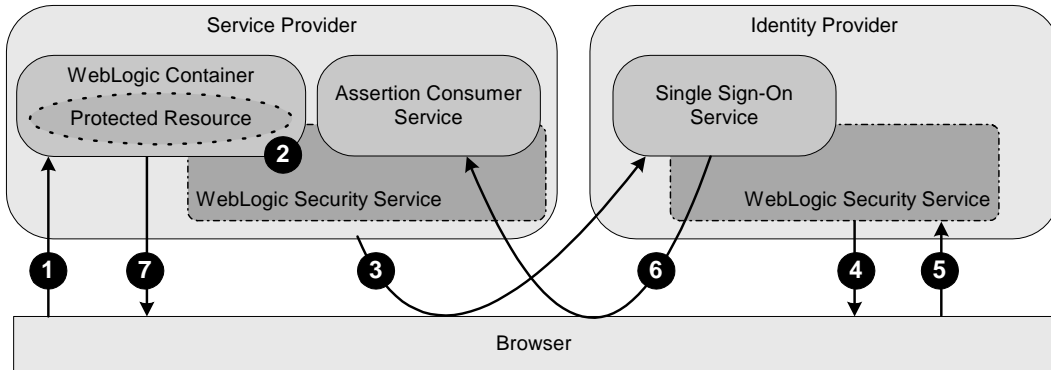 Service Provider
Identity Provider
WebLogic Container
Protected Resource
Assertion Consumer
Service
Single Sign-On
Service
2
WebLogic Security Service
WebLogic Security Service
1
7
3
6
4
5
Browser